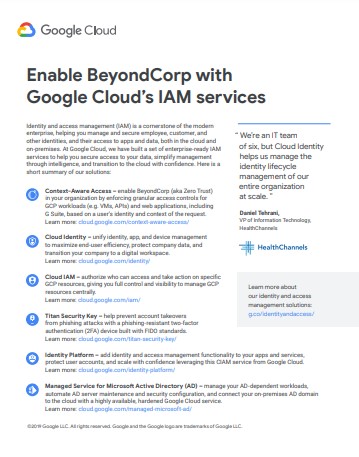 Google Cloud
Enable BeyondCorp with
Google Cloud's IAM services
Identity and access management (IAM) is a cornerstone of the modern
enterprise, helping you manage and secure employee, customer, and
other identities, and their access to apps and data, both in the cloud and
on-premises. At Google Cloud, we have built a set of enterprise-ready IAM
services to help you secure access to your data, simplify management
through intelligence, and transition to the cloud with confidence. Here is a
short summary of our solutions:
Context-Aware Access – enable BeyondCorp (aka Zero Trust)
in your organization by enforcing granular access controls for
GCP workloads (e.g. VMs, APIs) and web applications, including
G Suite, based on a user's identity and context of the request.
Learn more: cloud.google.com/context-aware-access/
Cloud Identity – unify identity, app, and device management
to maximize end-user efficiency, protect company data, and
transition your company to a digital workspace.
Learn more: cloud.google.com/identity/
Cloud IAM – authorize who can access and take action on specific
GCP resources, giving you full control and visibility to manage GCP
resources centrally.
Learn more: cloud.google.com/iam/
Titan Security Key – help prevent account takeovers
from phishing attacks with a phishing-resistant two-factor
authentication (2FA) device built with FIDO standards.
Learn more: cloud.google.com/titan-security-key/
Identity Platform – add identity and access management functionality to your apps and services,
protect user accounts, and scale with confidence leveraging this CIAM service from Google Cloud.
Learn more: cloud.google.com/identity-platform/
Managed Service for Microsoft Active Directory (AD) – manage your AD-dependent workloads,
automate AD server maintenance and security configuration, and connect your on-premises AD domain
to the cloud with a highly available, hardened Google Cloud service.
Learn more: cloud.google.com/managed-microsoft-ad/
"We're an IT team
of six, but Cloud Identity
helps us manage the
identity lifecycle
management of our
entire organization
at scale."
Daniel Tehrani,
VP of Information Technology,
HealthChannels
HealthChannels
Learn more about
our identity and access
management solutions:
g.co/identityandaccess/
©2019 Google LLC. All rights reserved. Google and the Google logo are trademarks of Google LLC.